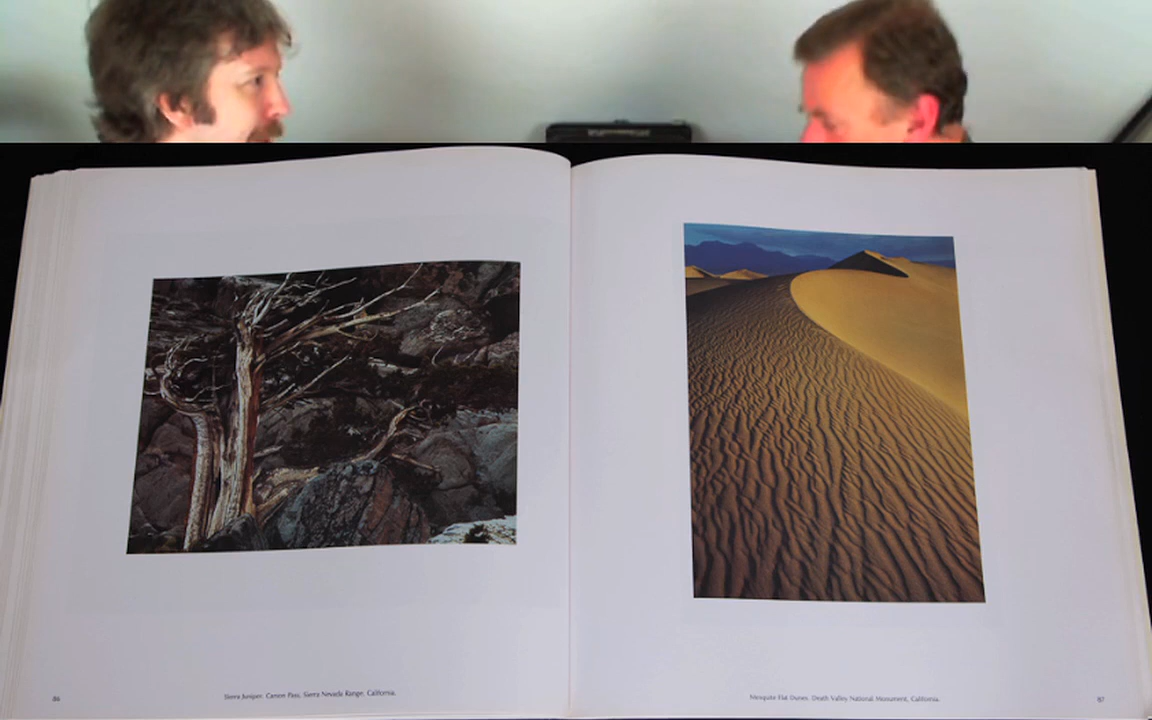 86
Sierra Juniper. Carson Pass. Sierra Nevada Range, California.
Mesquite Flat Dunes. Death Valley National Monument, California.
87